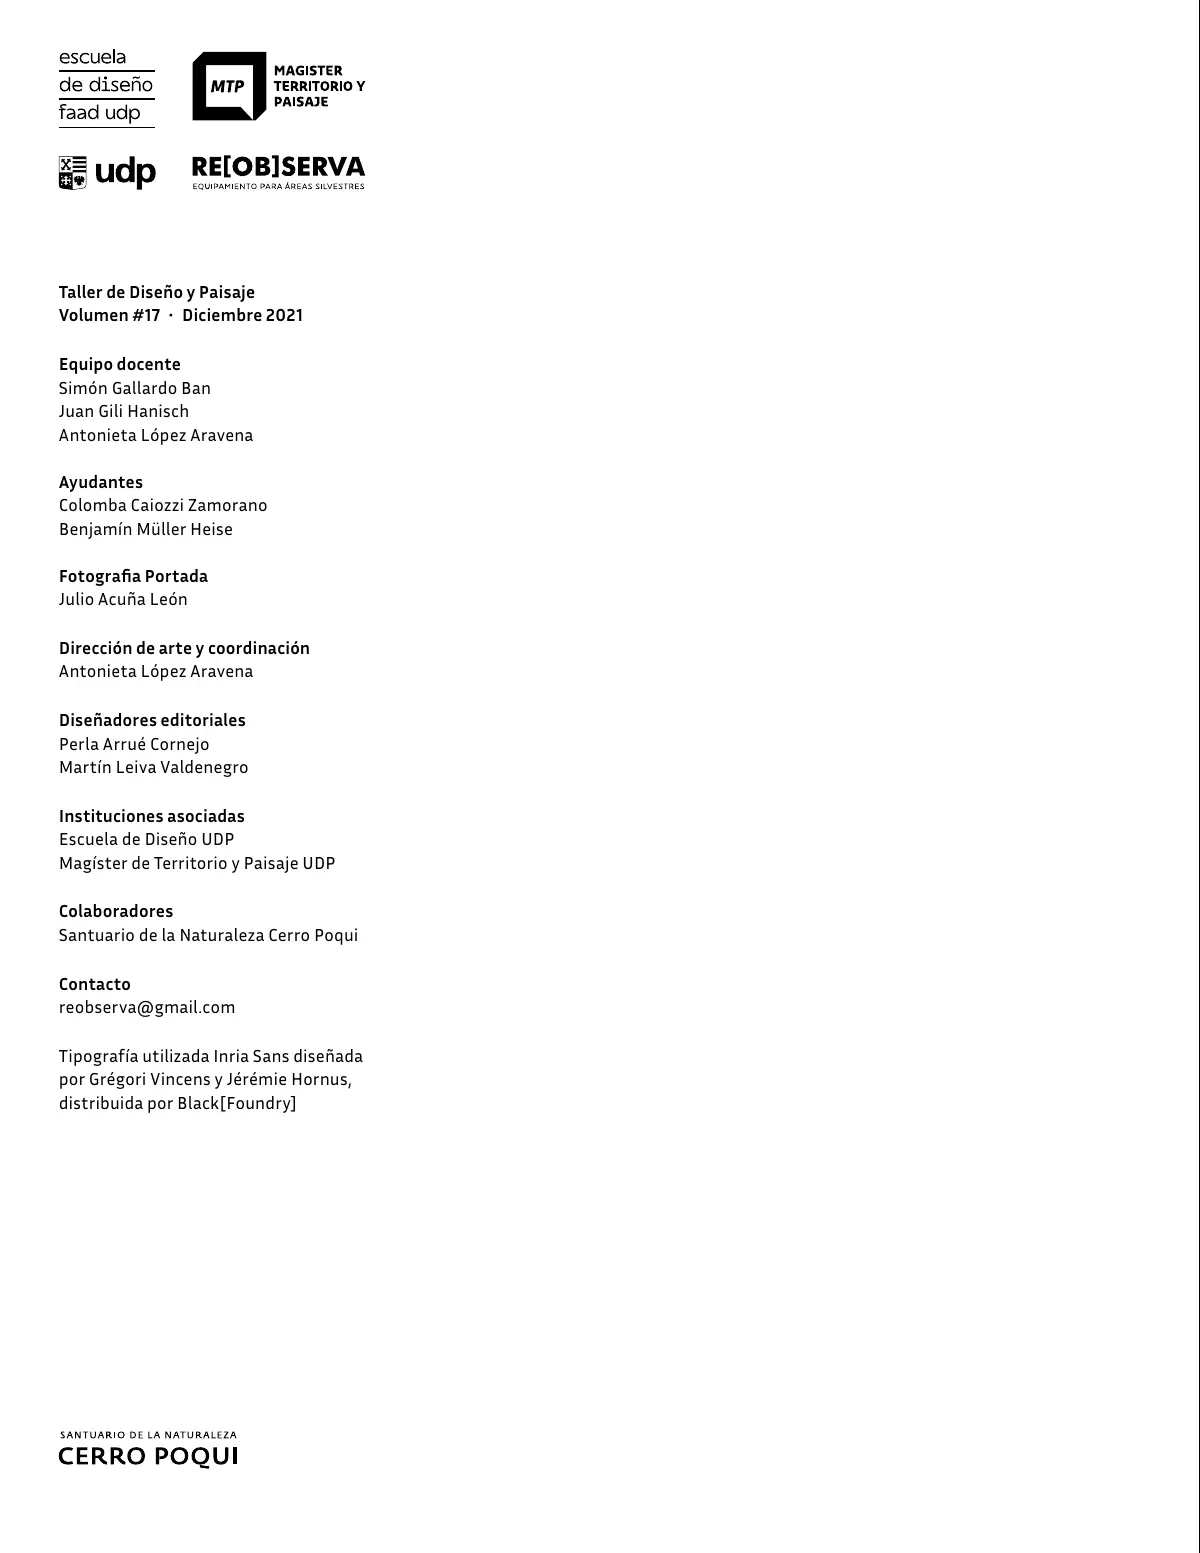 escuela
de diseño
faad udp
MTP
MAGISTER
TERRITORIO Y
PAISAJE
udp
RE[OB]SERVA
EQUIPAMIENTO PARA ÁREAS SILVESTRES
Taller de Diseño y Paisaje
Volumen #17 · Diciembre 2021
Equipo docente
Simón Gallardo Ban
Juan Gili Hanisch
Antonieta López Aravena
Ayudantes
Colomba Caiozzi Zamorano
Benjamín Müller Heise
Fotografia Portada
Julio Acuña León
Dirección de arte y coordinación
Antonieta López Aravena
Diseñadores editoriales
Perla Arrué Cornejo
Martín Leiva Valdenegro
Instituciones asociadas
Escuela de Diseño UDP
Magíster de Territorio y Paisaje UDP
Colaboradores
Santuario de la Naturaleza Cerro Poqui
Contacto
reobserva@gmail.com
Tipografía utilizada Inria Sans diseñada
por Grégori Vincens y Jérémie Hornus,
distribuida por Black[Foundry]
SANTUARIO DE LA NATURALEZA
CERRO POQUI